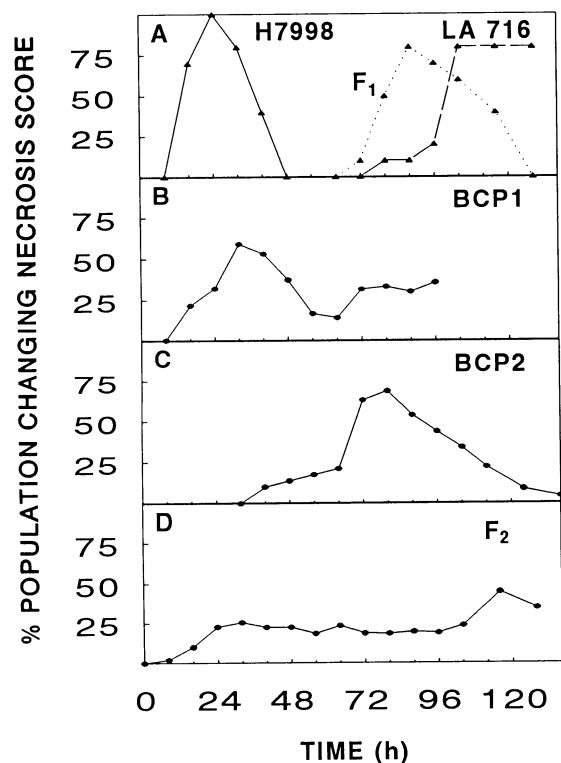 % POPULATION CHANGING NECROSIS SCORE
A
H7998
LA 716
F₁
75
50
25
B
BCP1
75
50
25
C
BCP2
75
50
25
D
F₂
75
50
25
0 24 48 72 96 120
TIME (h)